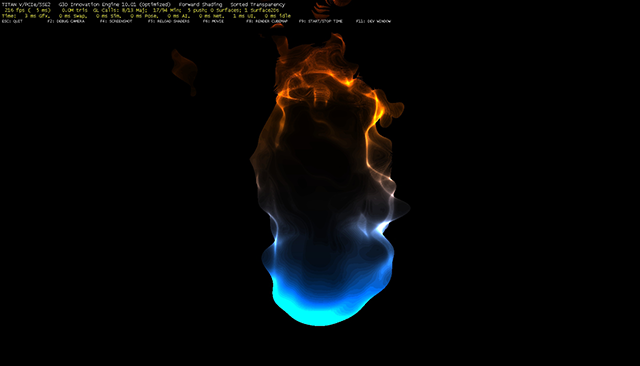 TITAN V/PCIe/SSE2   G3D Innovation Engine 10.01 (Optimized)   Forward Shading   Sorted Transparency
216 fps ( 5 ms)   0.0M tris   GL Calls: 8/13 Maj; 17/94 Min; 5 push; 0 Surfaces; 1 Surface2Ds
Time: 3 ms Gfx, 0 ms Swap, 0 ms Sim, 0 ms Pose, 0 ms AI, 0 ms Net, 1 ms UI, 0 ms Idle
ESC: QUIT   F2: DEBUG CAMERA   F4: SCREENSHOT   F5: RELOAD SHADERS   F6: MOVIE   F8: RENDER CUBEMAP   F9: START/STOP TIME   F11: DEV WINDOW